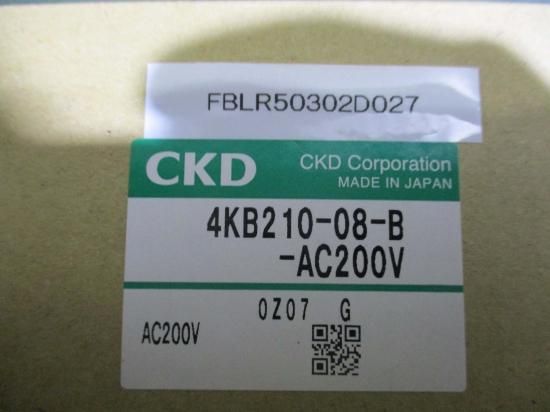 FBLR50302D027
CKD
CKD Corporation
MADE IN JAPAN
4KB210-08-B
-AC200V
0Z07 G
AC200V